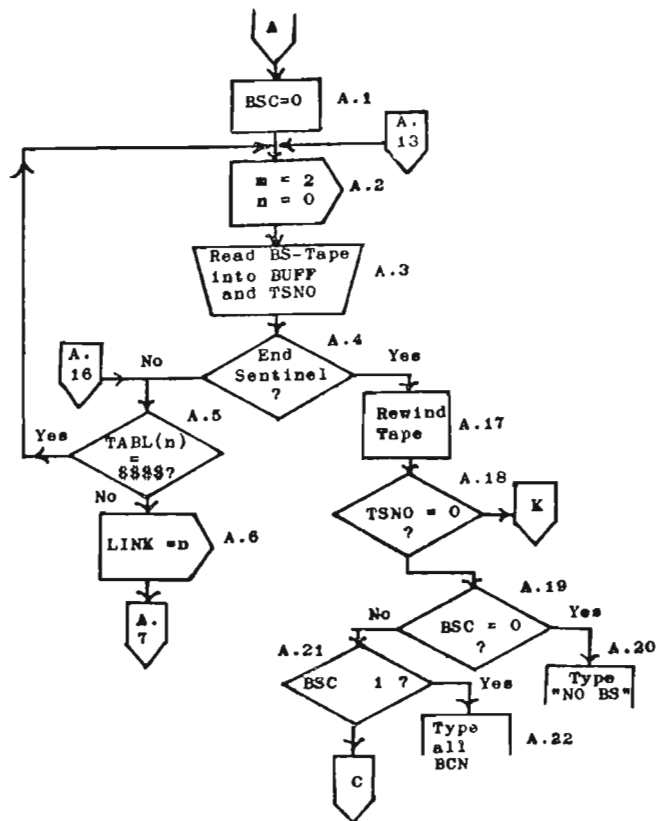 A
BSC=0
A.1
A.
13
m = 2
n = 0
A.2
Read BS-Tape
into BUFF
and TSNO
A.3
A.4
End
Sentinel
?
No
Yes
A.
16
A.5
Yes
TABL(n)
=
$$$$?
No
Rewind
Tape
A.17
A.18
TSNO = 0
?
K
LINK =n
A.6
A.
7
A.19
No
BSC = 0
?
Yes
A.20
Type
"NO BS"
A.21
BSC 1 ?
Yes
Type
all
BCN
A.22
C